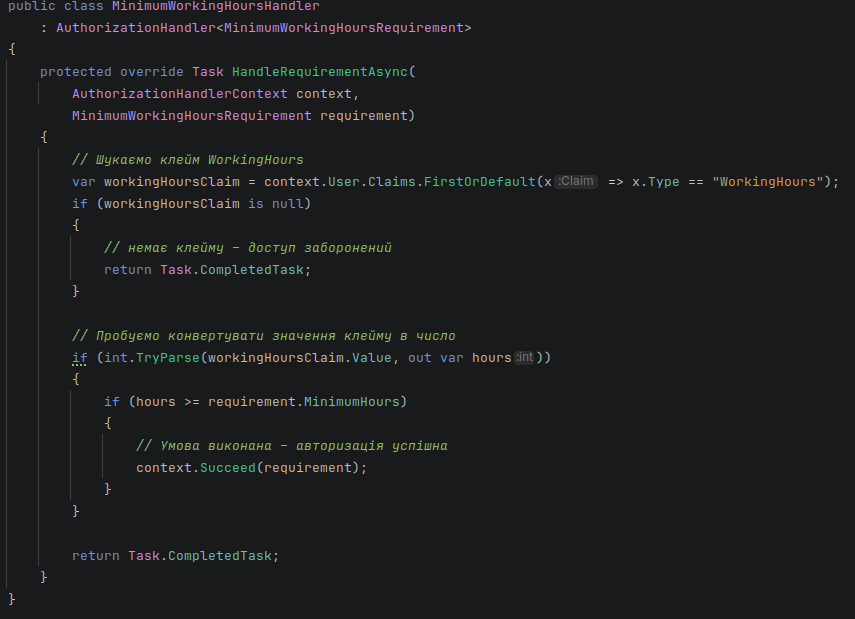 public class MinimumWorkingHoursHandler
    : AuthorizationHandler<MinimumWorkingHoursRequirement>
{
    protected override Task HandleRequirementAsync(
        AuthorizationHandlerContext context,
        MinimumWorkingHoursRequirement requirement)
    {
        // Шукаємо клейм WorkingHours
        var workingHoursClaim = context.User.Claims.FirstOrDefault(x :Claim => x.Type == "WorkingHours");
        if (workingHoursClaim is null)
        {
            // немає клейму – доступ заборонений
            return Task.CompletedTask;
        }

        // Пробуємо конвертувати значення клейму в число
        if (int.TryParse(workingHoursClaim.Value, out var hours :int ))
        {
            if (hours >= requirement.MinimumHours)
            {
                // Умова виконана – авторизація успішна
                context.Succeed(requirement);
            }
        }

        return Task.CompletedTask;
    }
}